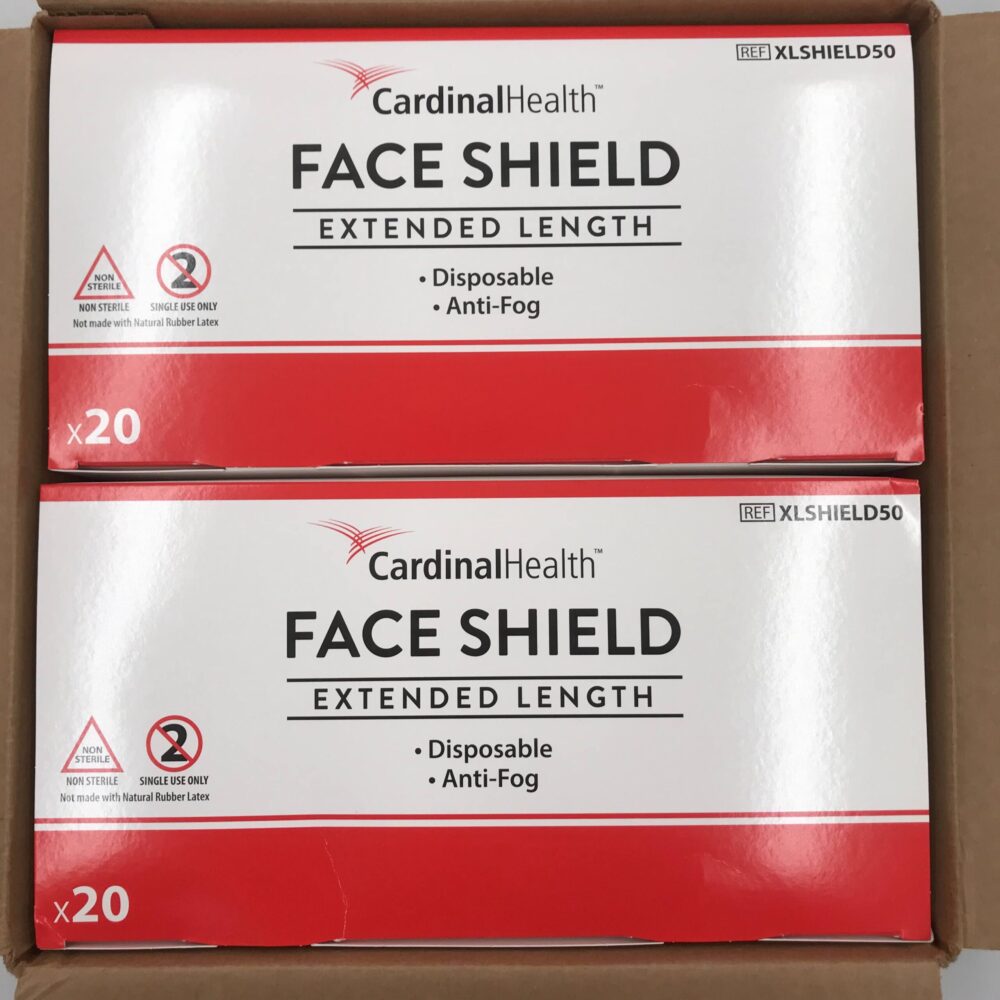 REF XLSHIELD50
CardinalHealth™
FACE SHIELD
EXTENDED LENGTH
• Disposable
• Anti-Fog
NON
STERILE
2
NON STERILE SINGLE USE ONLY
Not made with Natural Rubber Latex
x20
REF XLSHIELD50
CardinalHealth™
FACE SHIELD
EXTENDED LENGTH
• Disposable
• Anti-Fog
NON
STERILE
2
NON STERILE SINGLE USE ONLY
Not made with Natural Rubber Latex
x20